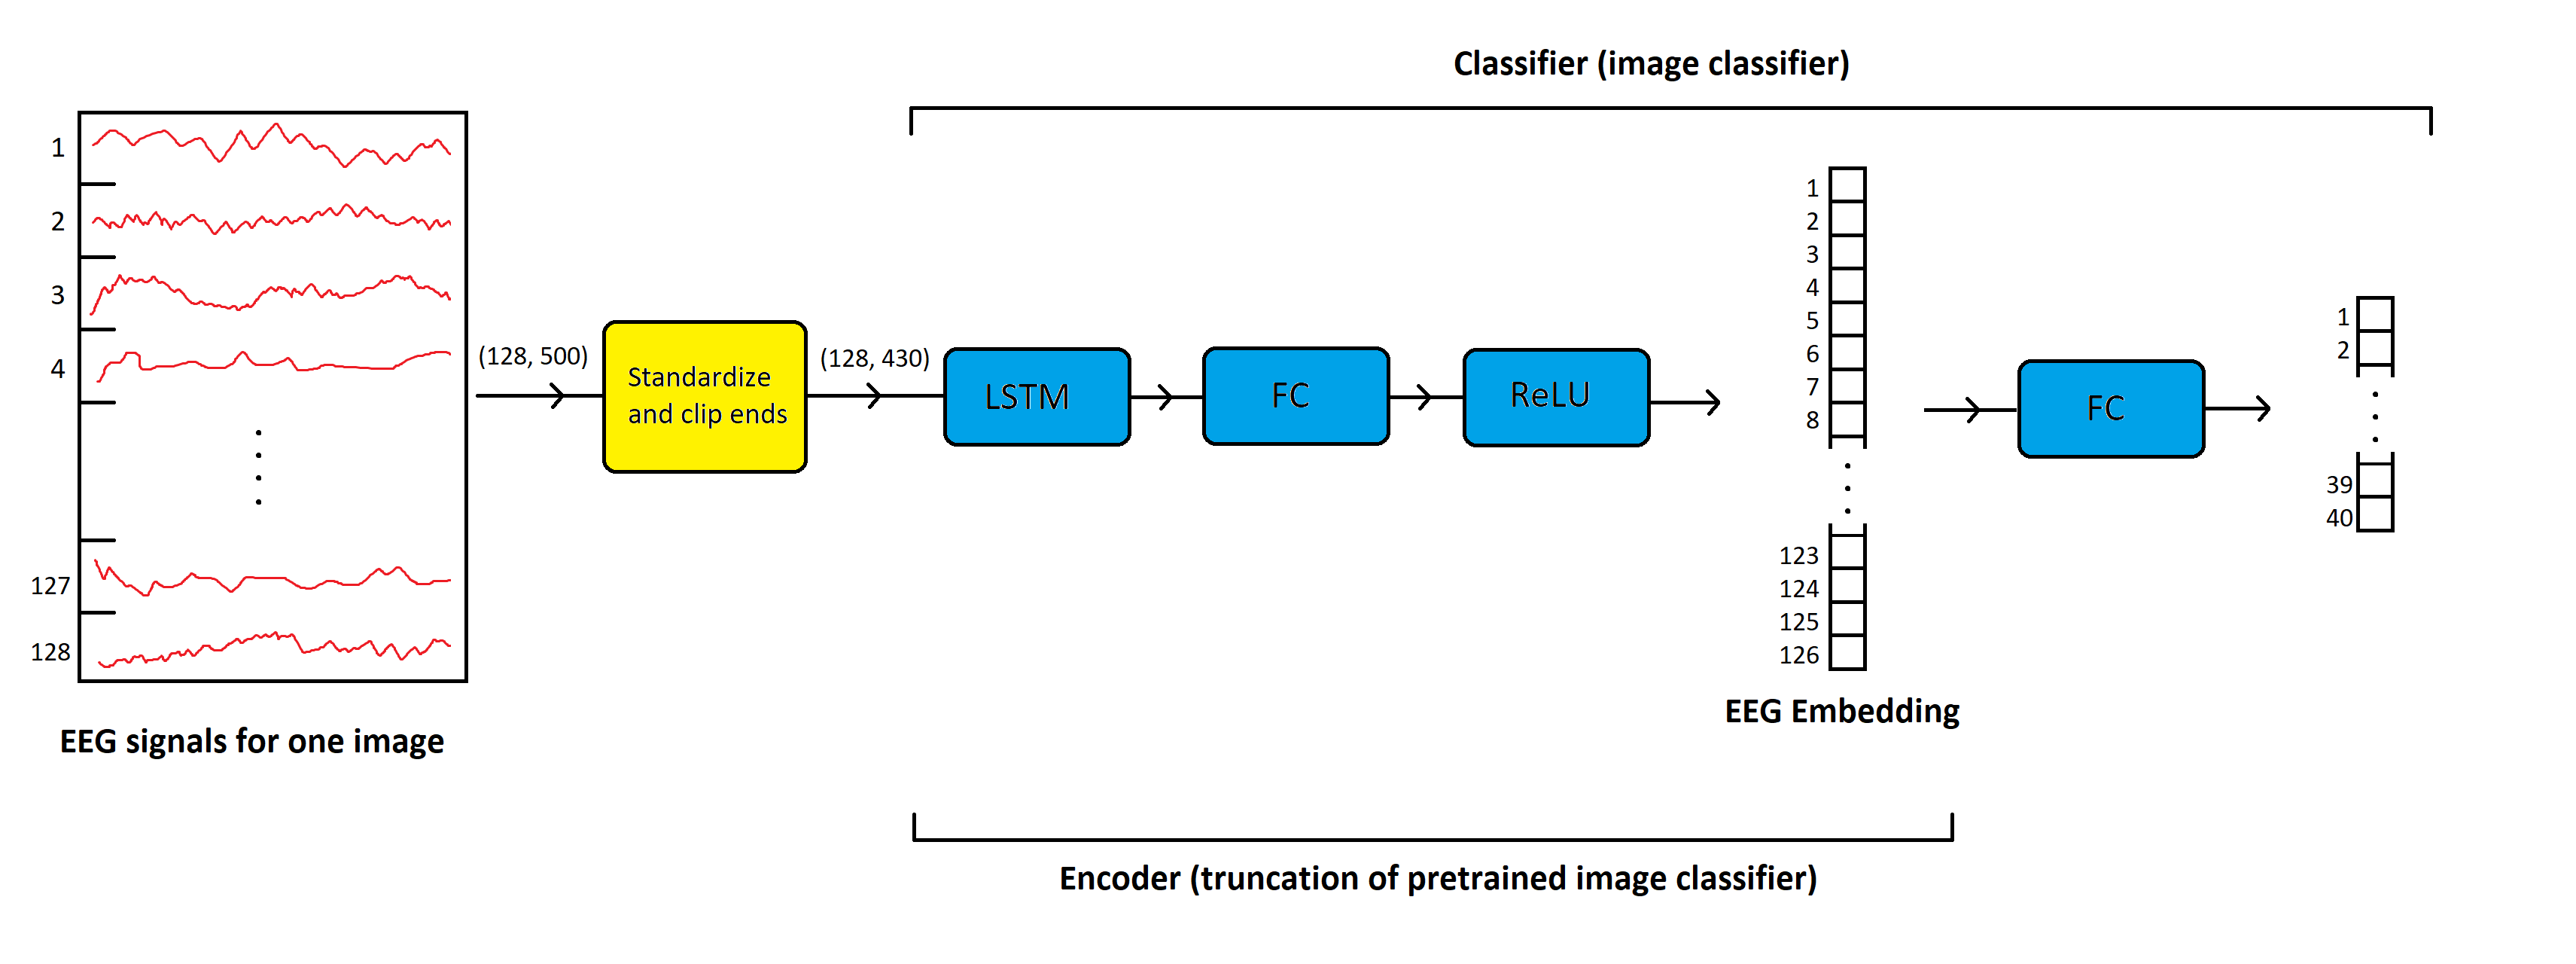 Classifier (image classifier)
1
2
3
4
127
128
EEG signals for one image
(128, 500)
Standardize
and clip ends
(128, 430)
LSTM
FC
ReLU
1
2
3
4
5
6
7
8
123
124
125
126
EEG Embedding
FC
1
2
39
40
Encoder (truncation of pretrained image classifier)